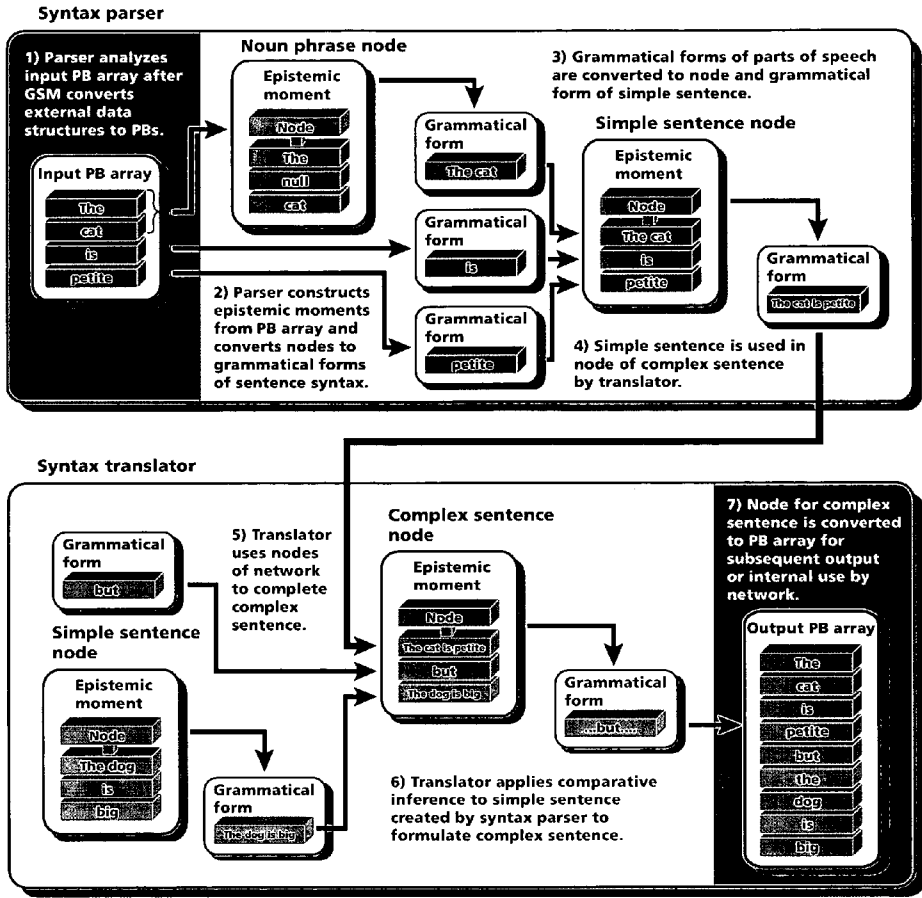 Syntax parser
1) Parser analyzes
input PB array after
GSM converts
external data
structures to PBs.
Input PB array
The
cat
is
petite
Noun phrase node
Epistemic
moment
Node
The
null
cat
2) Parser constructs
epistemic moments
from PB array and
converts nodes to
grammatical forms
of sentence syntax.
Grammatical
form
The cat
Grammatical
form
is
Grammatical
form
petite
3) Grammatical forms of parts of speech
are converted to node and grammatical
form of simple sentence.
Simple sentence node
Epistemic
moment
Node
The cat
is
petite
Grammatical
form
The cat is petite
4) Simple sentence is used in
node of complex sentence
by translator.
Syntax translator
Grammatical
form
but
Simple sentence
node
Epistemic
moment
Node
The dog
is
big
Grammatical
form
The dog is big
5) Translator
uses nodes
of network
to complete
complex
sentence.
Complex sentence
node
Epistemic
moment
Node
The cat is petite
but
The dog is big
Grammatical
form
...but...
6) Translator applies comparative
inference to simple sentence
created by syntax parser to
formulate complex sentence.
7) Node for complex
sentence is converted
to PB array for
subsequent output
or internal use by
network.
Output PB array
The
cat
is
petite
but
the
dog
is
big